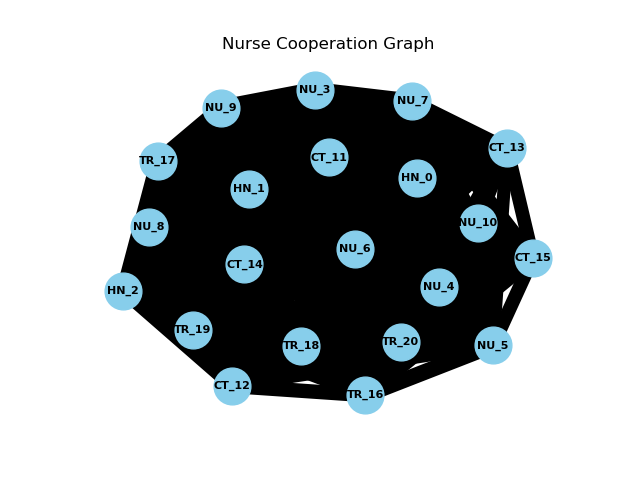 Nurse Cooperation Graph
NU_3
NU_7
NU_9
CT_13
CT_11
TR_17
HN_0
HN_1
NU_10
NU_8
NU_6
CT_15
CT_14
NU_4
HN_2
TR_19
TR_20
NU_5
TR_18
CT_12
TR_16